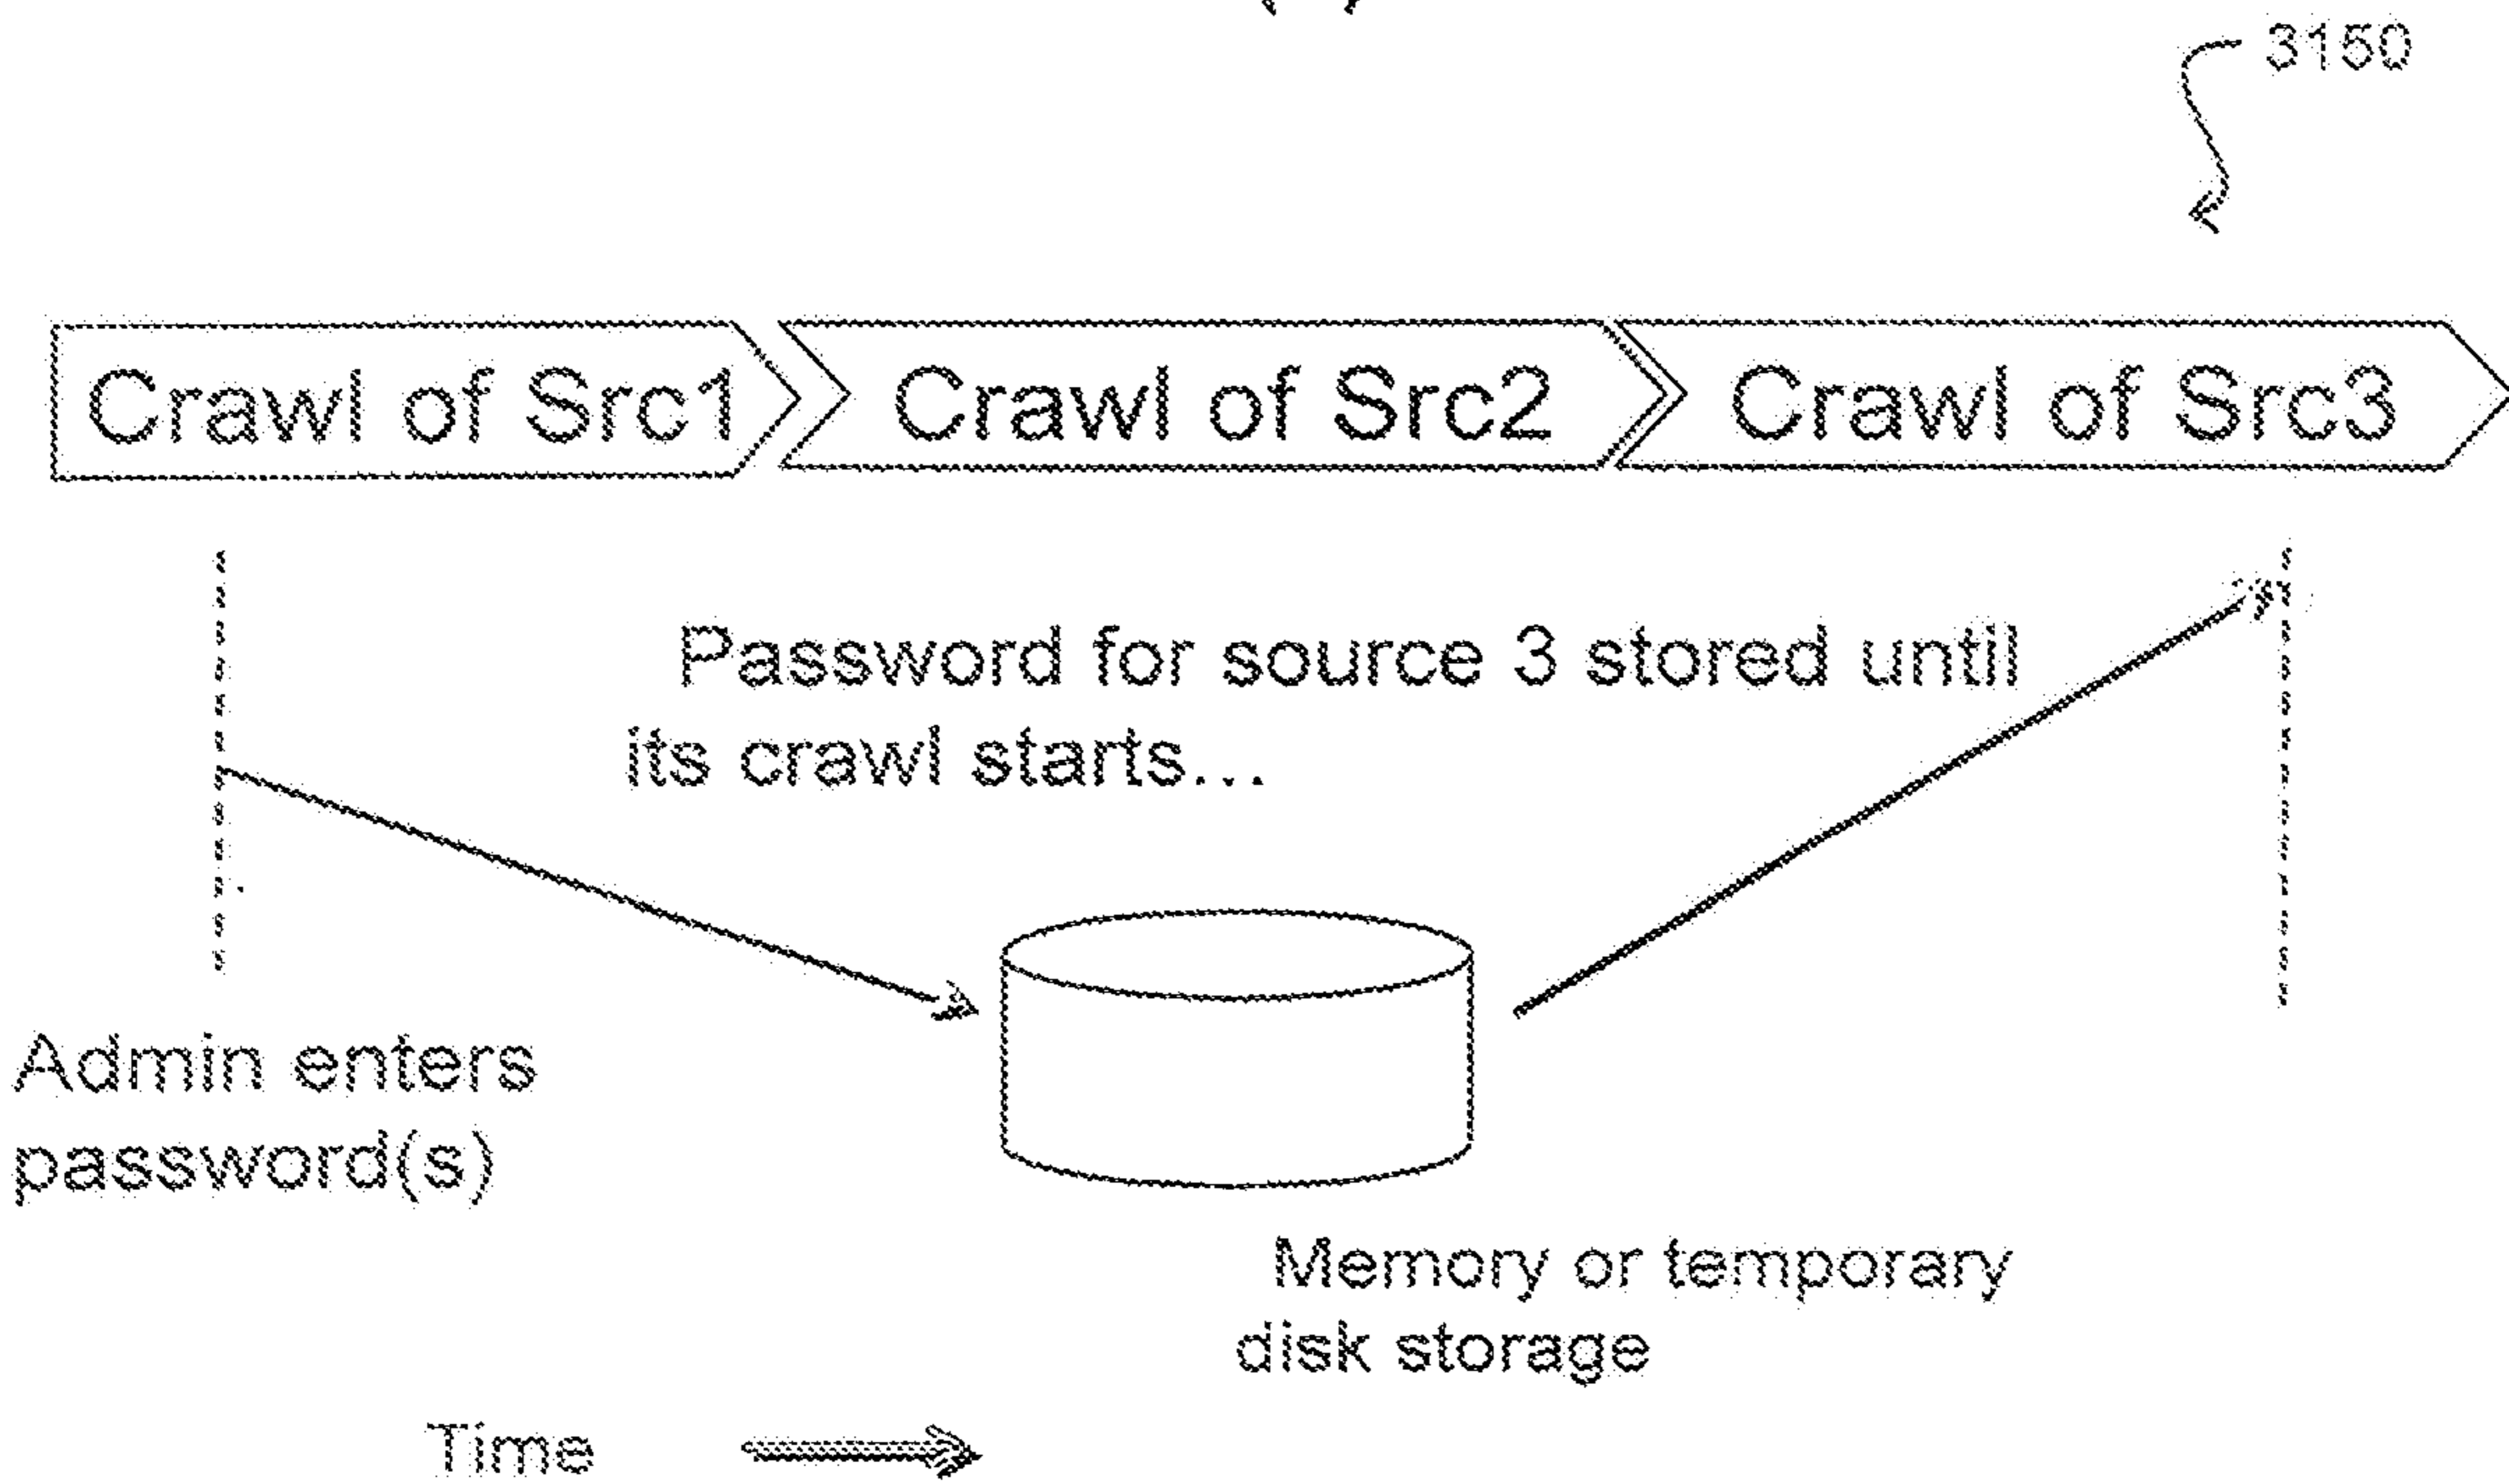 3150
Crawl of Src1
Crawl of Src2
Crawl of Src3
Password for source 3 stored until
its crawl starts...
Admin enters
password(s)
Memory or temporary
disk storage
Time